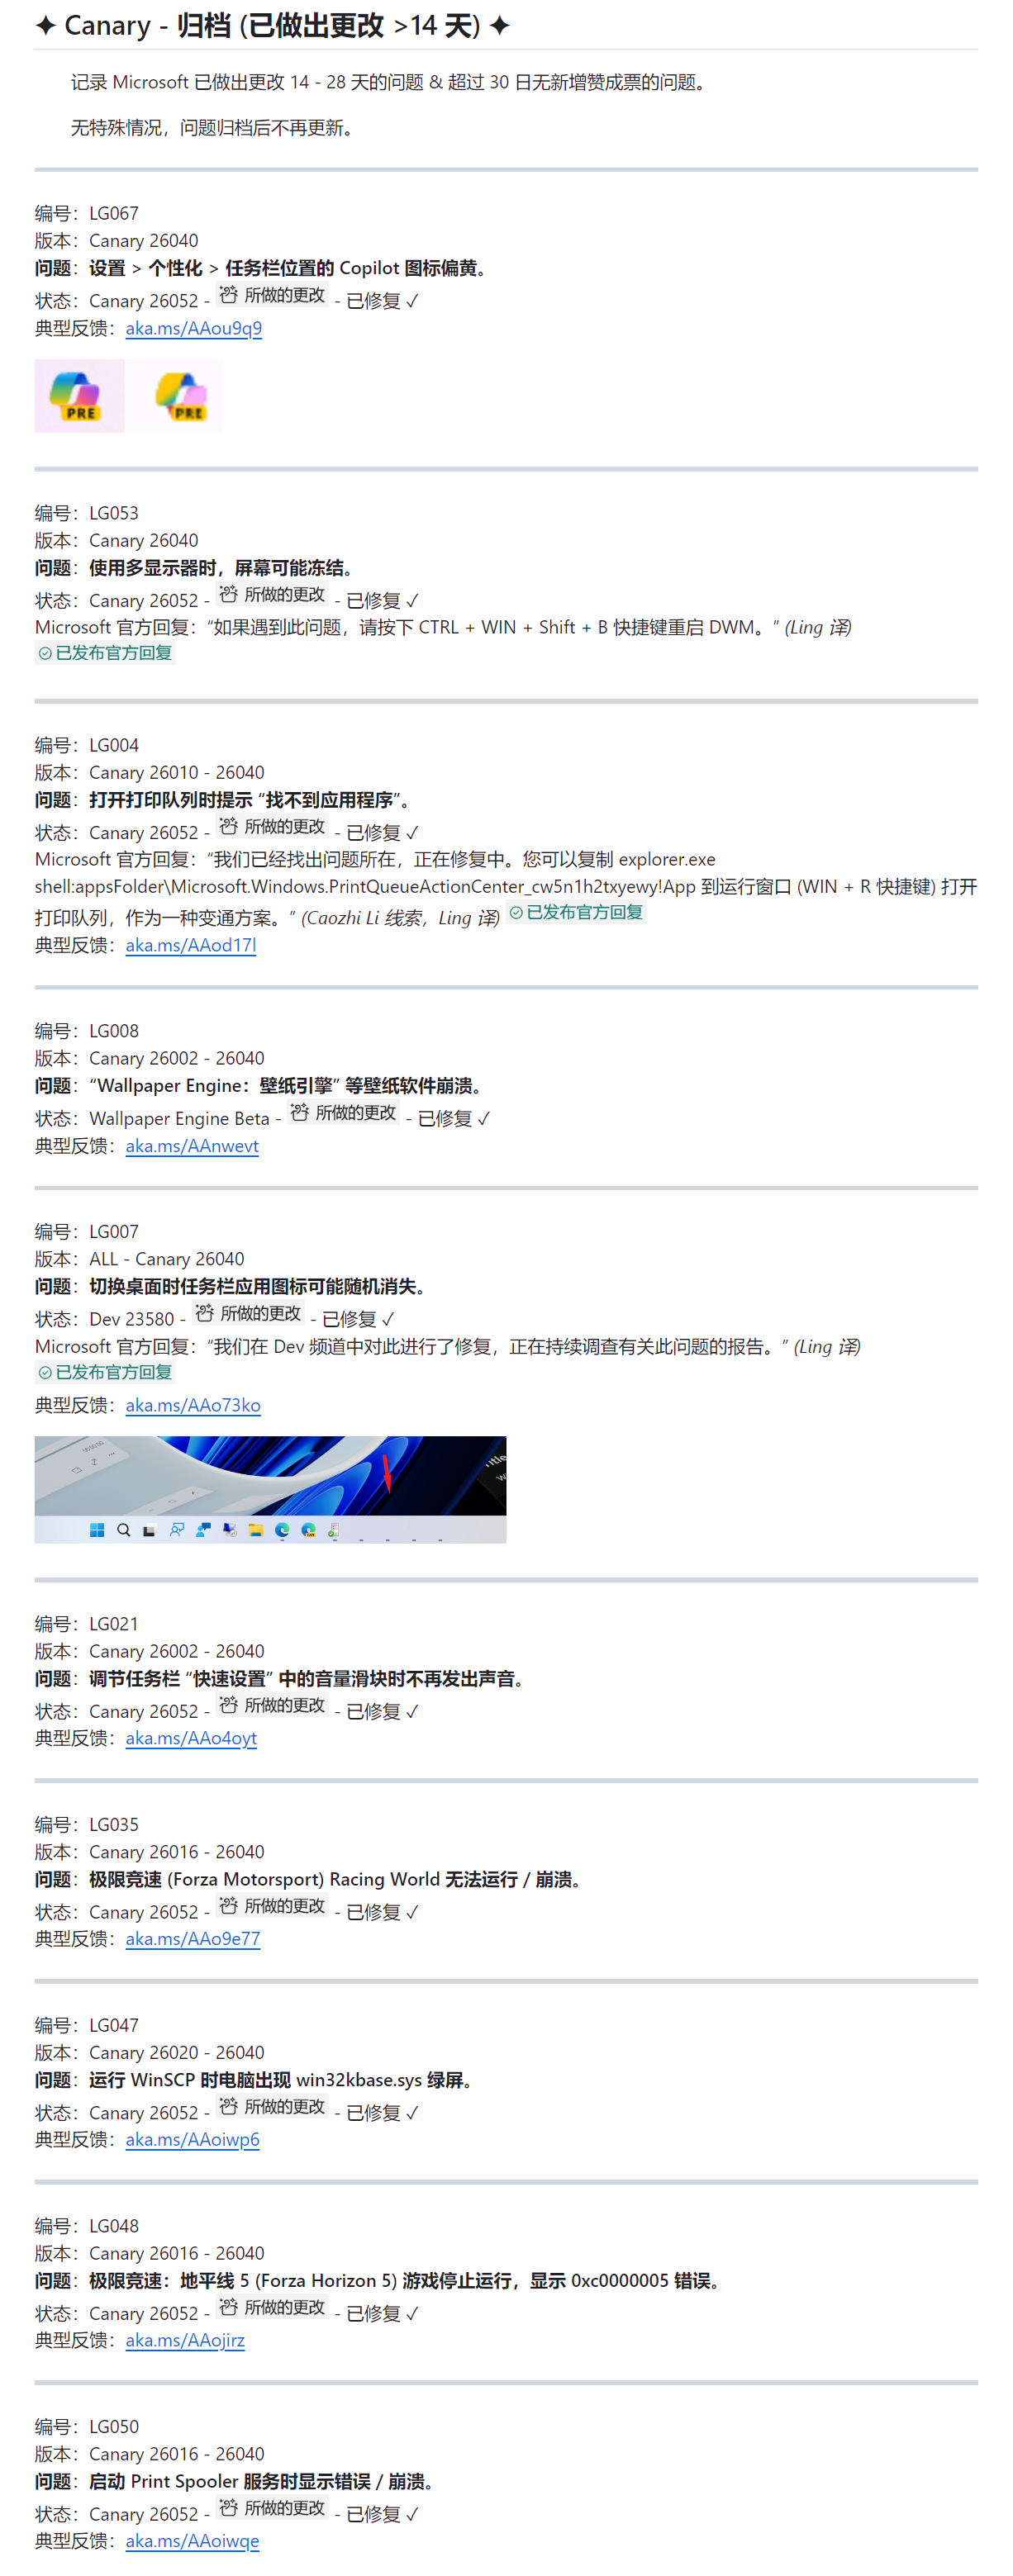 ✦ Canary - 归档 (已做出更改 >14 天) ✦
记录 Microsoft 已做出更改 14 - 28 天的问题 & 超过 30 日无新增赞成票的问题。
无特殊情况，问题归档后不再更新。
编号：LG067
版本：Canary 26040
问题：设置 > 个性化 > 任务栏位置的 Copilot 图标偏黄。
状态：Canary 26052 - 所做的更改 - 已修复 ✓
典型反馈：aka.ms/AAou9q9
PRE PRE
编号：LG053
版本：Canary 26040
问题：使用多显示器时，屏幕可能冻结。
状态：Canary 26052 - 所做的更改 - 已修复 ✓
Microsoft 官方回复：“如果遇到此问题，请按下 CTRL + WIN + Shift + B 快捷键重启 DWM。” (Ling 译)
已发布官方回复
编号：LG004
版本：Canary 26010 - 26040
问题：打开打印队列时提示 “找不到应用程序”。
状态：Canary 26052 - 所做的更改 - 已修复 ✓
Microsoft 官方回复：“我们已经找出问题所在，正在修复中。您可以复制 explorer.exe
shell:appsFolder\Microsoft.Windows.PrintQueueActionCenter_cw5n1h2txyewy!App 到运行窗口 (WIN + R 快捷键) 打开
打印队列，作为一种变通方案。” (Caozhi Li 线索，Ling 译) 已发布官方回复
典型反馈：aka.ms/AAod17l
编号：LG008
版本：Canary 26002 - 26040
问题：“Wallpaper Engine：壁纸引擎” 等壁纸软件崩溃。
状态：Wallpaper Engine Beta - 所做的更改 - 已修复 ✓
典型反馈：aka.ms/AAnwevt
编号：LG007
版本：ALL - Canary 26040
问题：切换桌面时任务栏应用图标可能随机消失。
状态：Dev 23580 - 所做的更改 - 已修复 ✓
Microsoft 官方回复：“我们在 Dev 频道中对此进行了修复，正在持续调查有关此问题的报告。” (Ling 译)
已发布官方回复
典型反馈：aka.ms/AAo73ko
编号：LG021
版本：Canary 26002 - 26040
问题：调节任务栏 “快速设置” 中的音量滑块时不再发出声音。
状态：Canary 26052 - 所做的更改 - 已修复 ✓
典型反馈：aka.ms/AAo4oyt
编号：LG035
版本：Canary 26016 - 26040
问题：极限竞速 (Forza Motorsport) Racing World 无法运行 / 崩溃。
状态：Canary 26052 - 所做的更改 - 已修复 ✓
典型反馈：aka.ms/AAo9e77
编号：LG047
版本：Canary 26020 - 26040
问题：运行 WinSCP 时电脑出现 win32kbase.sys 绿屏。
状态：Canary 26052 - 所做的更改 - 已修复 ✓
典型反馈：aka.ms/AAoiwp6
编号：LG048
版本：Canary 26016 - 26040
问题：极限竞速：地平线 5 (Forza Horizon 5) 游戏停止运行，显示 0xc0000005 错误。
状态：Canary 26052 - 所做的更改 - 已修复 ✓
典型反馈：aka.ms/AAojirz
编号：LG050
版本：Canary 26016 - 26040
问题：启动 Print Spooler 服务时显示错误 / 崩溃。
状态：Canary 26052 - 所做的更改 - 已修复 ✓
典型反馈：aka.ms/AAoiwqe